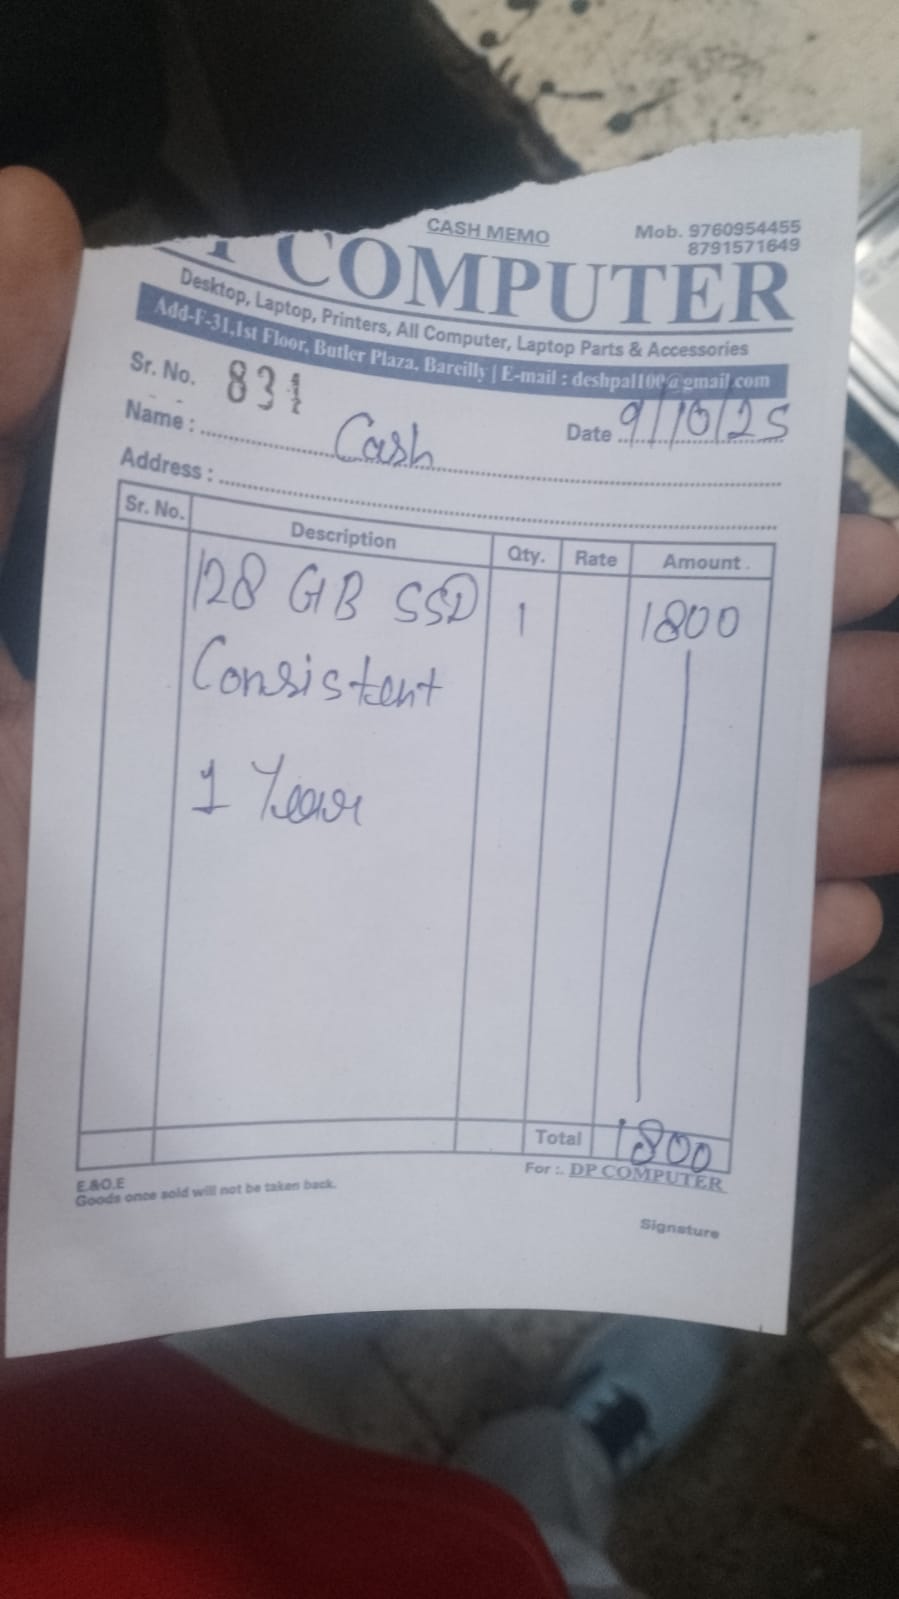 CASH MEMO
Mob. 9760954455
8791571649
COMPUTER
Desktop, Laptop, Printers, All Computer, Laptop Parts & Accessories
Add-F-31,1st Floor, Butler Plaza, Bareilly | E-mail : deshpal100@gmail.com
Sr. No. 831
Date 9/10/25
Name : Cash
Address :
Sr. No. Description Qty. Rate Amount
128 GB SSD 1 1800
Consistent
1 Year
Total 1800
For :. DP COMPUTER
E.&O.E
Goods once sold will not be taken back.
Signature